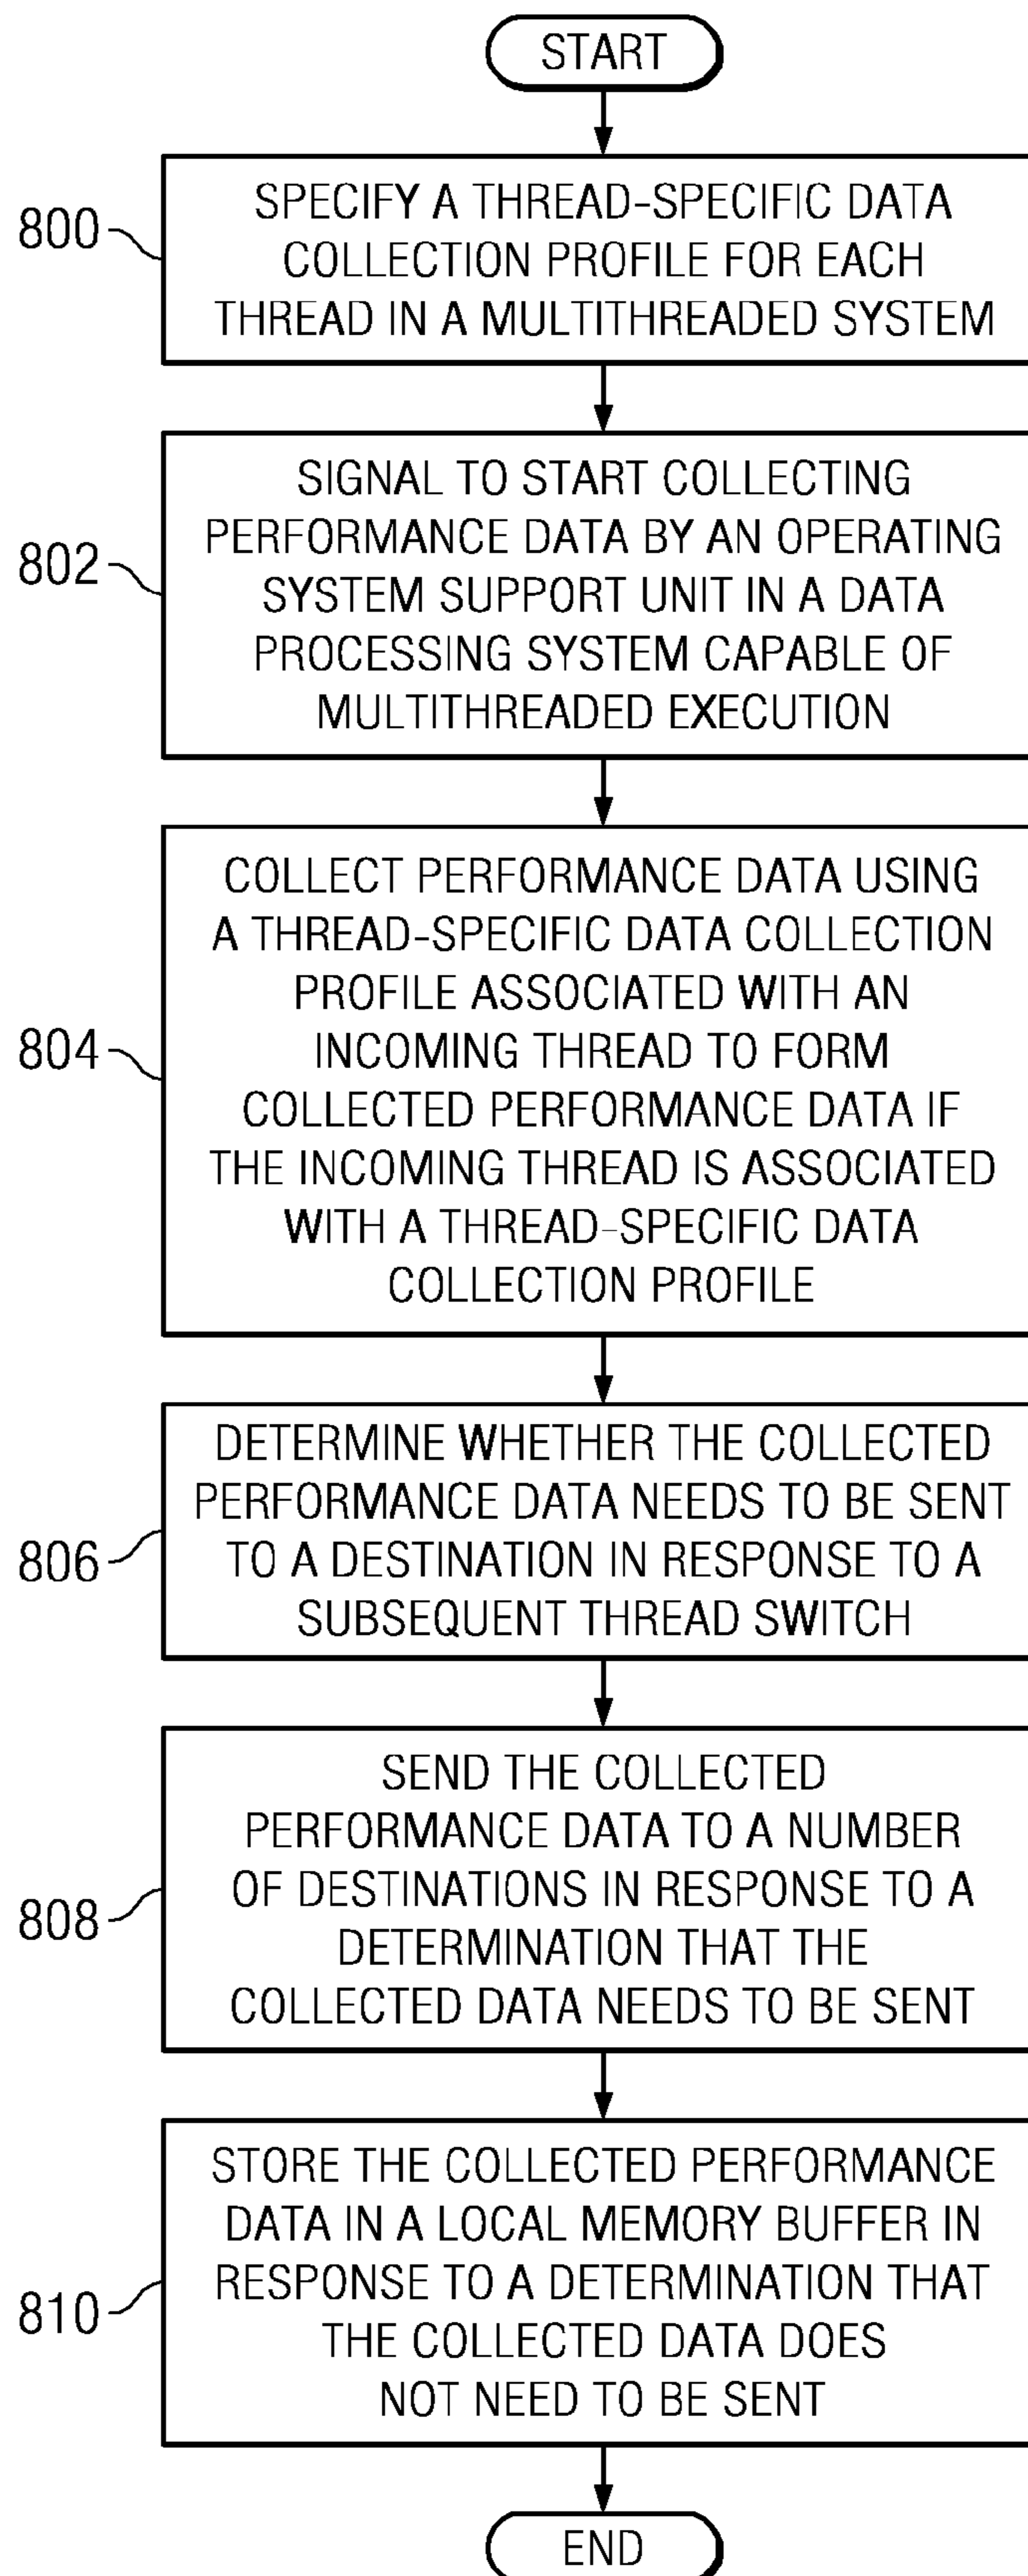 START
800
SPECIFY A THREAD-SPECIFIC DATA
COLLECTION PROFILE FOR EACH
THREAD IN A MULTITHREADED SYSTEM
802
SIGNAL TO START COLLECTING
PERFORMANCE DATA BY AN OPERATING
SYSTEM SUPPORT UNIT IN A DATA
PROCESSING SYSTEM CAPABLE OF
MULTITHREADED EXECUTION
804
COLLECT PERFORMANCE DATA USING
A THREAD-SPECIFIC DATA COLLECTION
PROFILE ASSOCIATED WITH AN
INCOMING THREAD TO FORM
COLLECTED PERFORMANCE DATA IF
THE INCOMING THREAD IS ASSOCIATED
WITH A THREAD-SPECIFIC DATA
COLLECTION PROFILE
806
DETERMINE WHETHER THE COLLECTED
PERFORMANCE DATA NEEDS TO BE SENT
TO A DESTINATION IN RESPONSE TO A
SUBSEQUENT THREAD SWITCH
808
SEND THE COLLECTED
PERFORMANCE DATA TO A NUMBER
OF DESTINATIONS IN RESPONSE TO A
DETERMINATION THAT THE
COLLECTED DATA NEEDS TO BE SENT
810
STORE THE COLLECTED PERFORMANCE
DATA IN A LOCAL MEMORY BUFFER IN
RESPONSE TO A DETERMINATION THAT
THE COLLECTED DATA DOES
NOT NEED TO BE SENT
END